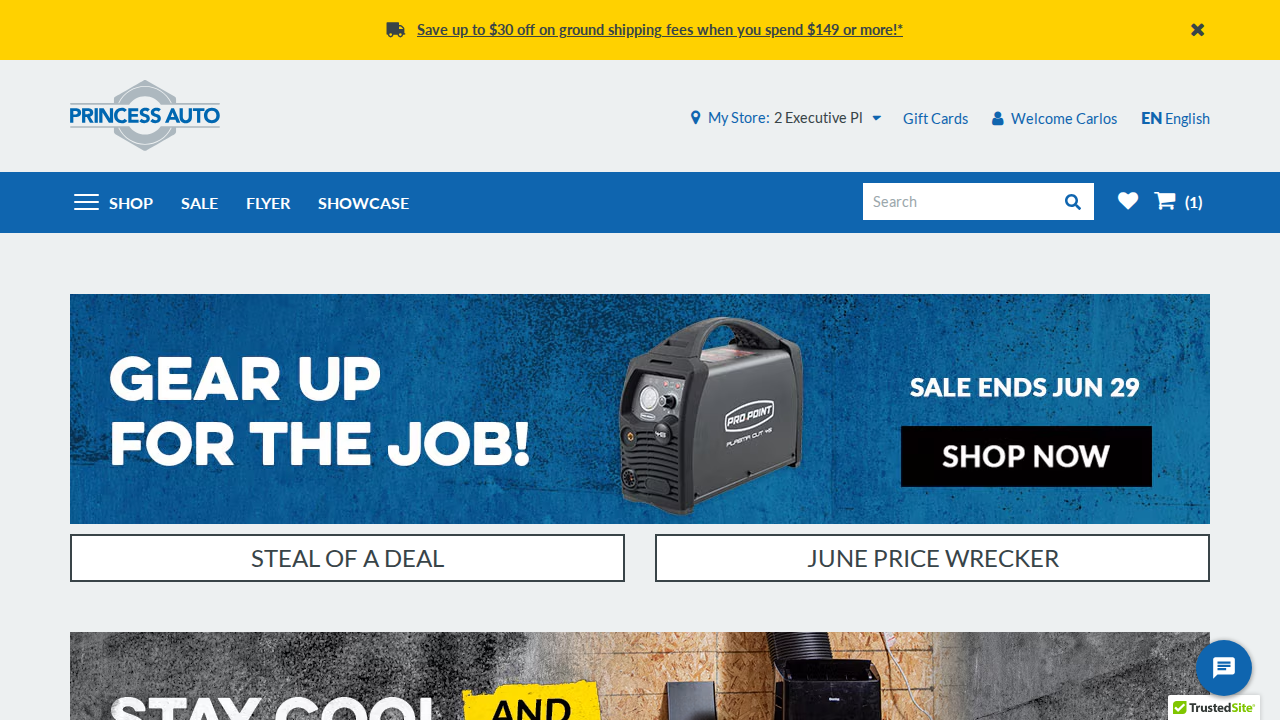 Save up to $30 off on ground shipping fees when you spend $149 or more!*
PRINCESS AUTO
My Store: 2 Executive Pl
Gift Cards
Welcome Carlos
EN English
SHOP
SALE
FLYER
SHOWCASE
Search
(1)
GEAR UP
FOR THE JOB!
PRO.POINT
PLASMA CUT 45
SALE ENDS JUN 29
SHOP NOW
STEAL OF A DEAL
JUNE PRICE WRECKER
STAY COOL
AND
TrustedSite